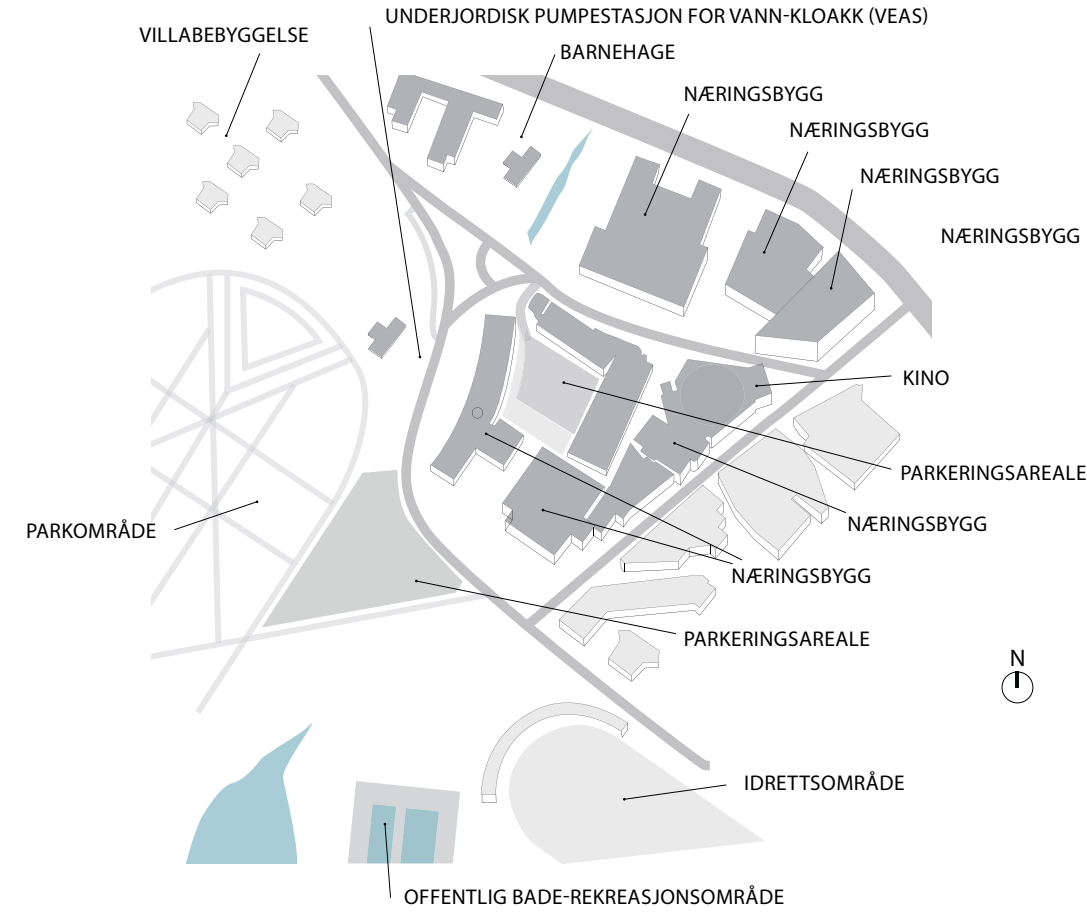 UNDERJORDISK PUMPESTASJON FOR VANN-KLOAKK (VEAS)
VILLABEBYGGELSE
BARNEHAGE
NÆRINGSBYGG
NÆRINGSBYGG
NÆRINGSBYGG
NÆRINGSBYGG
KINO
PARKERINGSAREALE
NÆRINGSBYGG
PARKOMRÅDE
NÆRINGSBYGG
PARKERINGSAREALE
N
IDRETTSOMRÅDE
OFFENTLIG BADE-REKREASJONSOMRÅDE